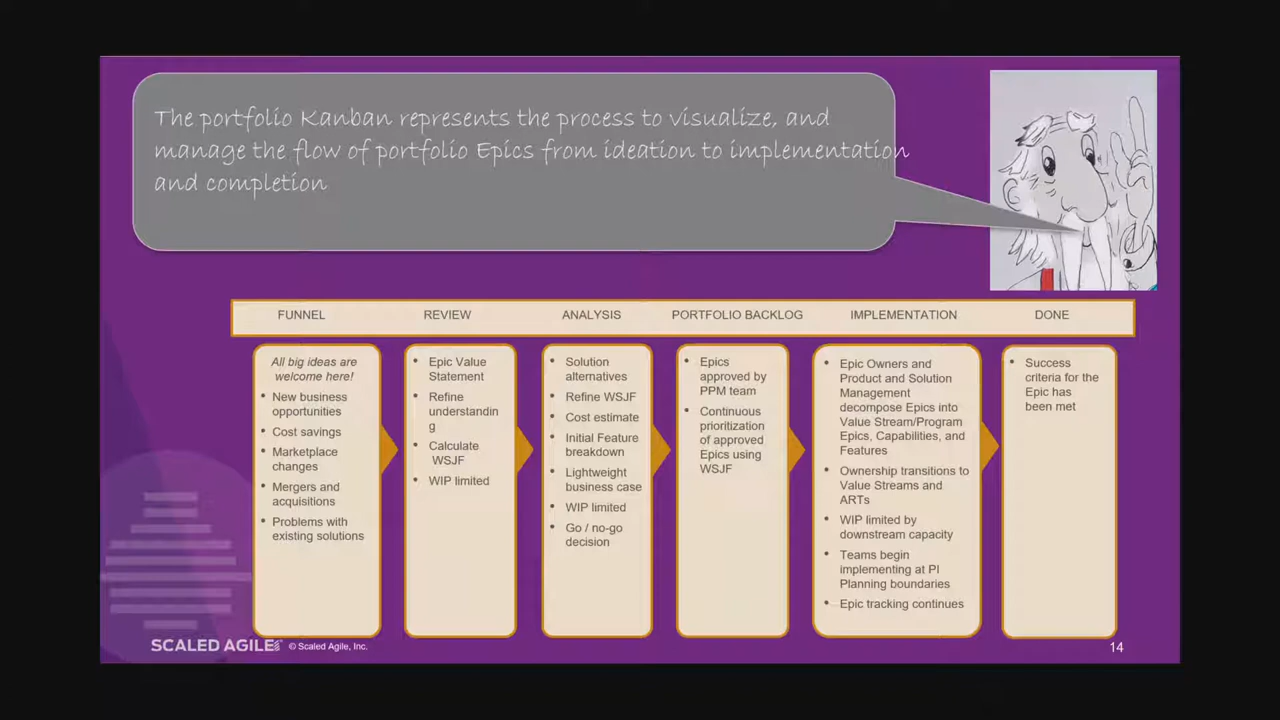 The portfolio Kanban represents the process to visualize, and
manage the flow of portfolio Epics from ideation to implementation
and completion
FUNNEL
REVIEW
ANALYSIS
PORTFOLIO BACKLOG
IMPLEMENTATION
DONE
All big ideas are
welcome here!
• New business
opportunities
• Cost savings
• Marketplace
changes
• Mergers and
acquisitions
• Problems with
existing solutions
• Epic Value
Statement
• Refine
understandin
g
• Calculate
WSJF
• WIP limited
• Solution
alternatives
• Refine WSJF
• Cost estimate
• Initial Feature
breakdown
• Lightweight
business case
• WIP limited
• Go / no-go
decision
• Epics
approved by
PPM team
• Continuous
prioritization
of approved
Epics using
WSJF
• Epic Owners and
Product and Solution
Management
decompose Epics into
Value Stream/Program
Epics, Capabilities, and
Features
• Ownership transitions to
Value Streams and
ARTs
• WIP limited by
downstream capacity
• Teams begin
implementing at PI
Planning boundaries
• Epic tracking continues
• Success
criteria for the
Epic has
been met
SCALED AGILE © Scaled Agile, Inc.
14